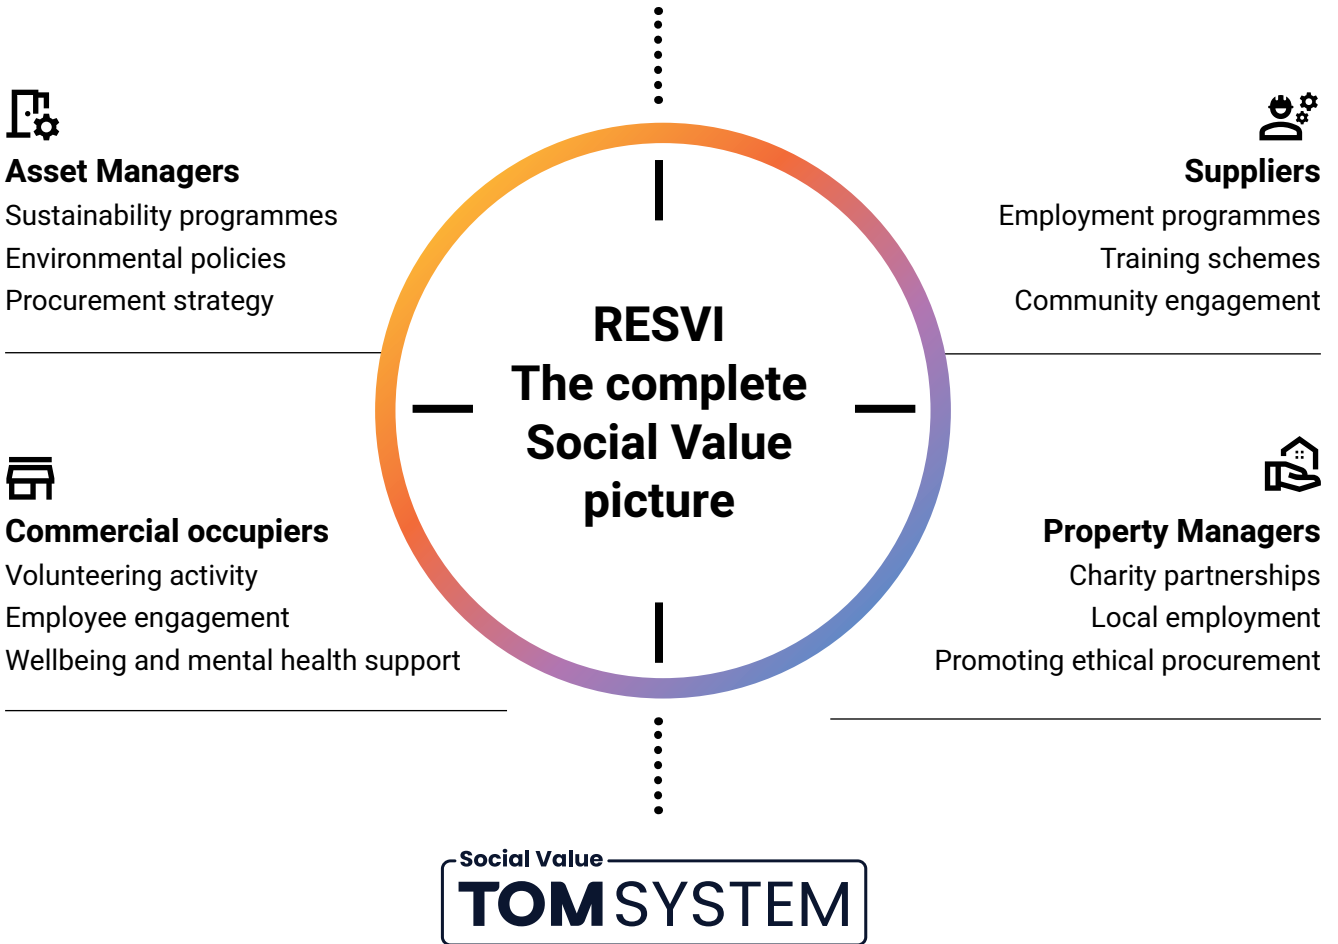 Asset Managers
Sustainability programmes
Environmental policies
Procurement strategy
Suppliers
Employment programmes
Training schemes
Community engagement
RESVI
The complete
Social Value
picture
Commercial occupiers
Volunteering activity
Employee engagement
Wellbeing and mental health support
Property Managers
Charity partnerships
Local employment
Promoting ethical procurement
Social Value
TOM SYSTEM